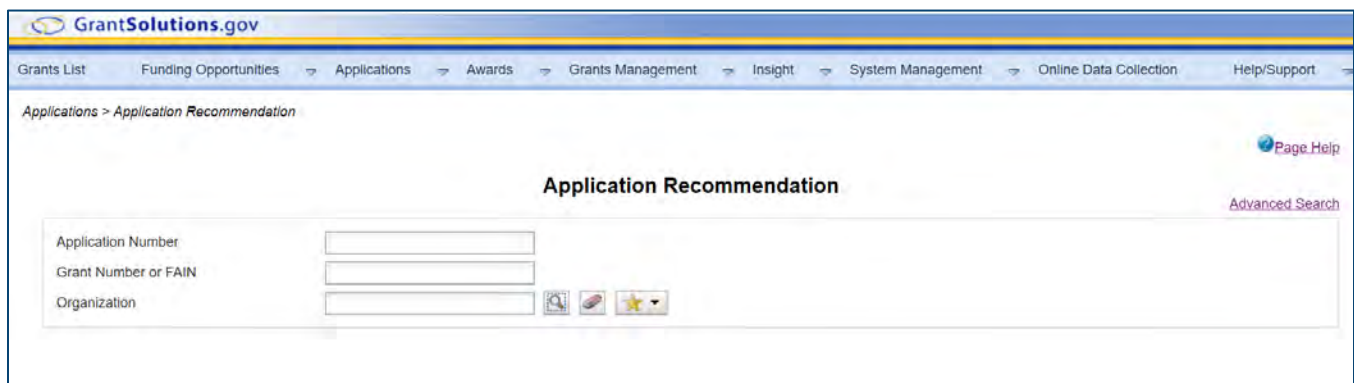 GrantSolutions.gov
Grants List Funding Opportunities Applications Awards Grants Management Insight System Management Online Data Collection Help/Support
Applications > Application Recommendation
Page Help
Application Recommendation
Advanced Search
Application Number
Grant Number or FAIN
Organization